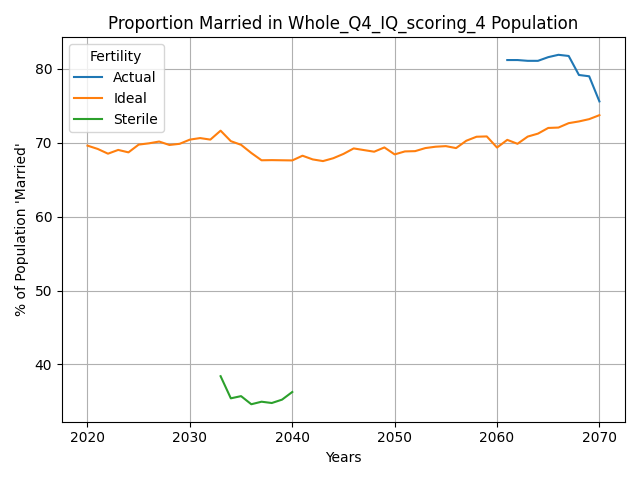 Proportion Married in Whole_Q4_IQ_scoring_4 Population
Fertility
Actual
Ideal
Sterile
% of Population 'Married'
80
70
60
50
40
2020 2030 2040 2050 2060 2070
Years